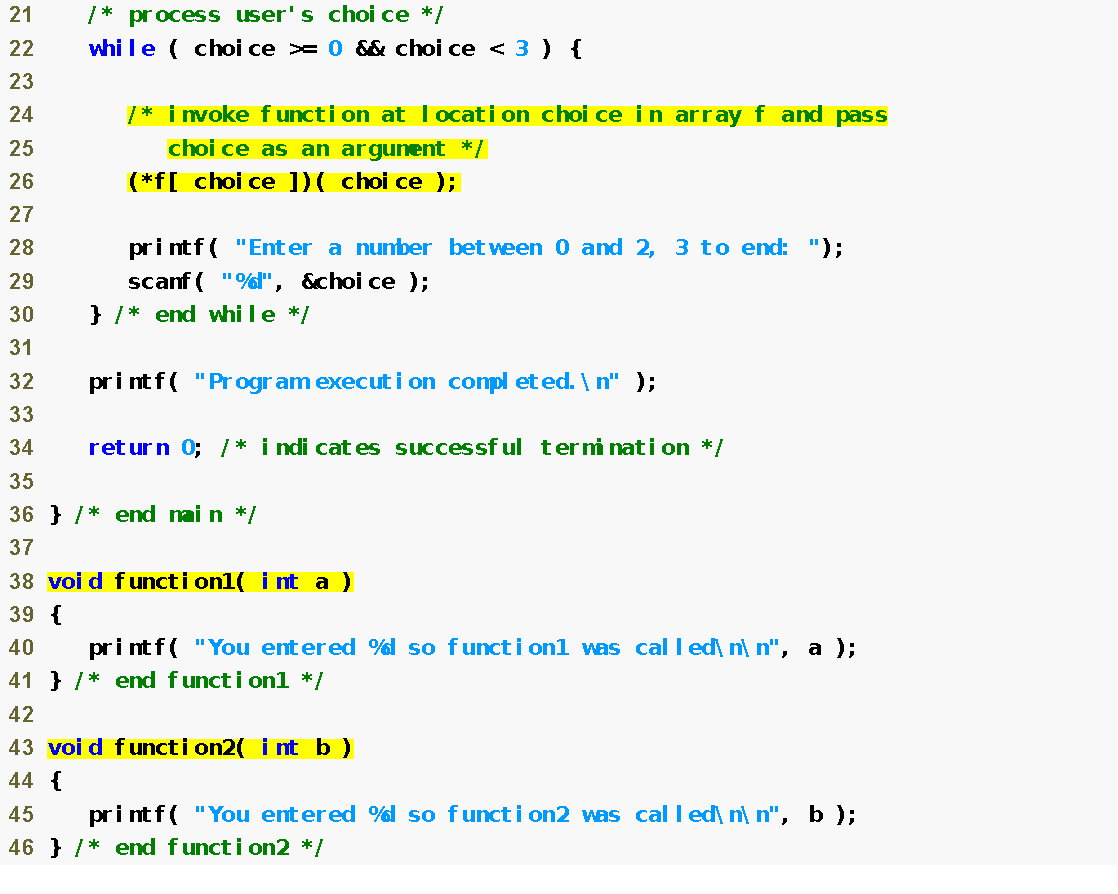 21 /* process user's choice */
22 while ( choice >= 0 && choice < 3 ) {
23
24 /* invoke function at location choice in array f and pass
25 choice as an argument */
26 (*f[ choice ])( choice );
27
28 printf( "Enter a number between 0 and 2, 3 to end: ");
29 scanf( "%d", &choice );
30 } /* end while */
31
32 printf( "Program execution completed.\n" );
33
34 return 0; /* indicates successful termination */
35
36 } /* end main */
37
38 void function1( int a )
39 {
40 printf( "You entered %d so function1 was called\n\n", a );
41 } /* end function1 */
42
43 void function2( int b )
44 {
45 printf( "You entered %d so function2 was called\n\n", b );
46 } /* end function2 */